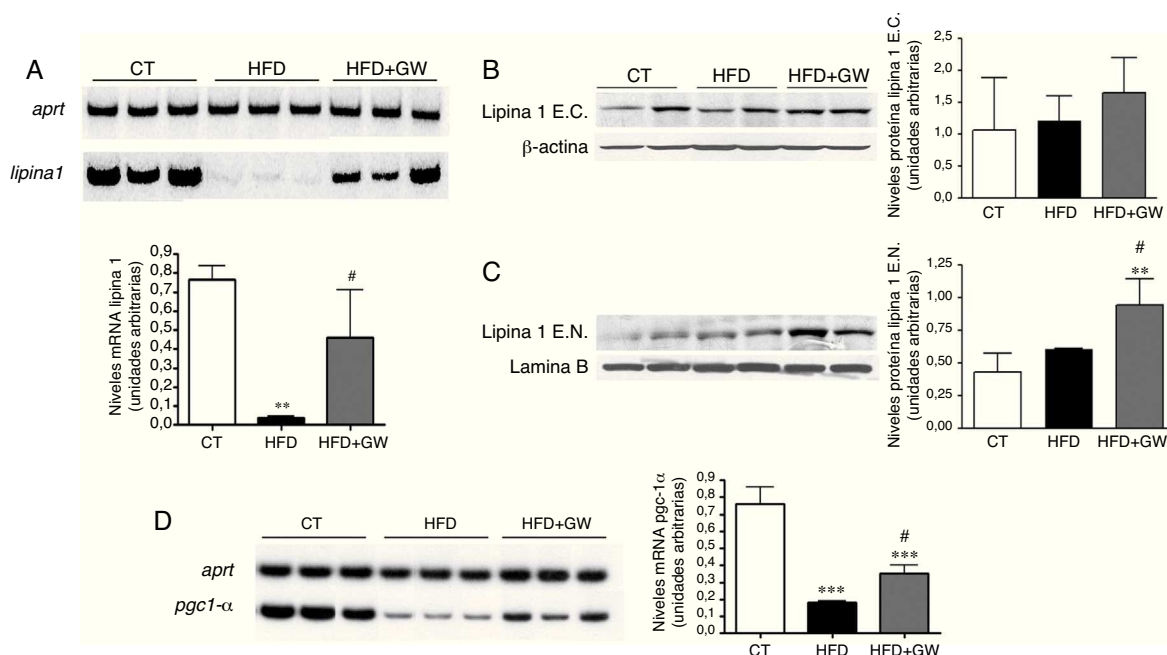 A
CT HFD HFD+GW
aprt
lipina1
Niveles mRNA lipina 1
(unidades arbitrarias)
0,9
0,8
0,7
0,6
0,5
0,4
0,3
0,2
0,1
0,0
**
#
CT HFD HFD+GW
B
CT HFD HFD+GW
Lipina 1 E.C.
β-actina
Niveles proteína lipina 1 E.C.
(unidades arbitrarias)
2,5
2,0
1,5
1,0
0,5
0,0
CT HFD HFD+GW
C
Lipina 1 E.N.
Lamina B
Niveles proteína lipina 1 E.N.
(unidades arbitrarias)
1,25
1,00
0,75
0,50
0,25
0,00
#
**
CT HFD HFD+GW
D
CT HFD HFD+GW
aprt
pgc1-α
Niveles mRNA pgc-1α
(unidades arbitrarias)
0,9
0,8
0,7
0,6
0,5
0,4
0,3
0,2
0,1
0,0
***
#
***
CT HFD HFD+GW